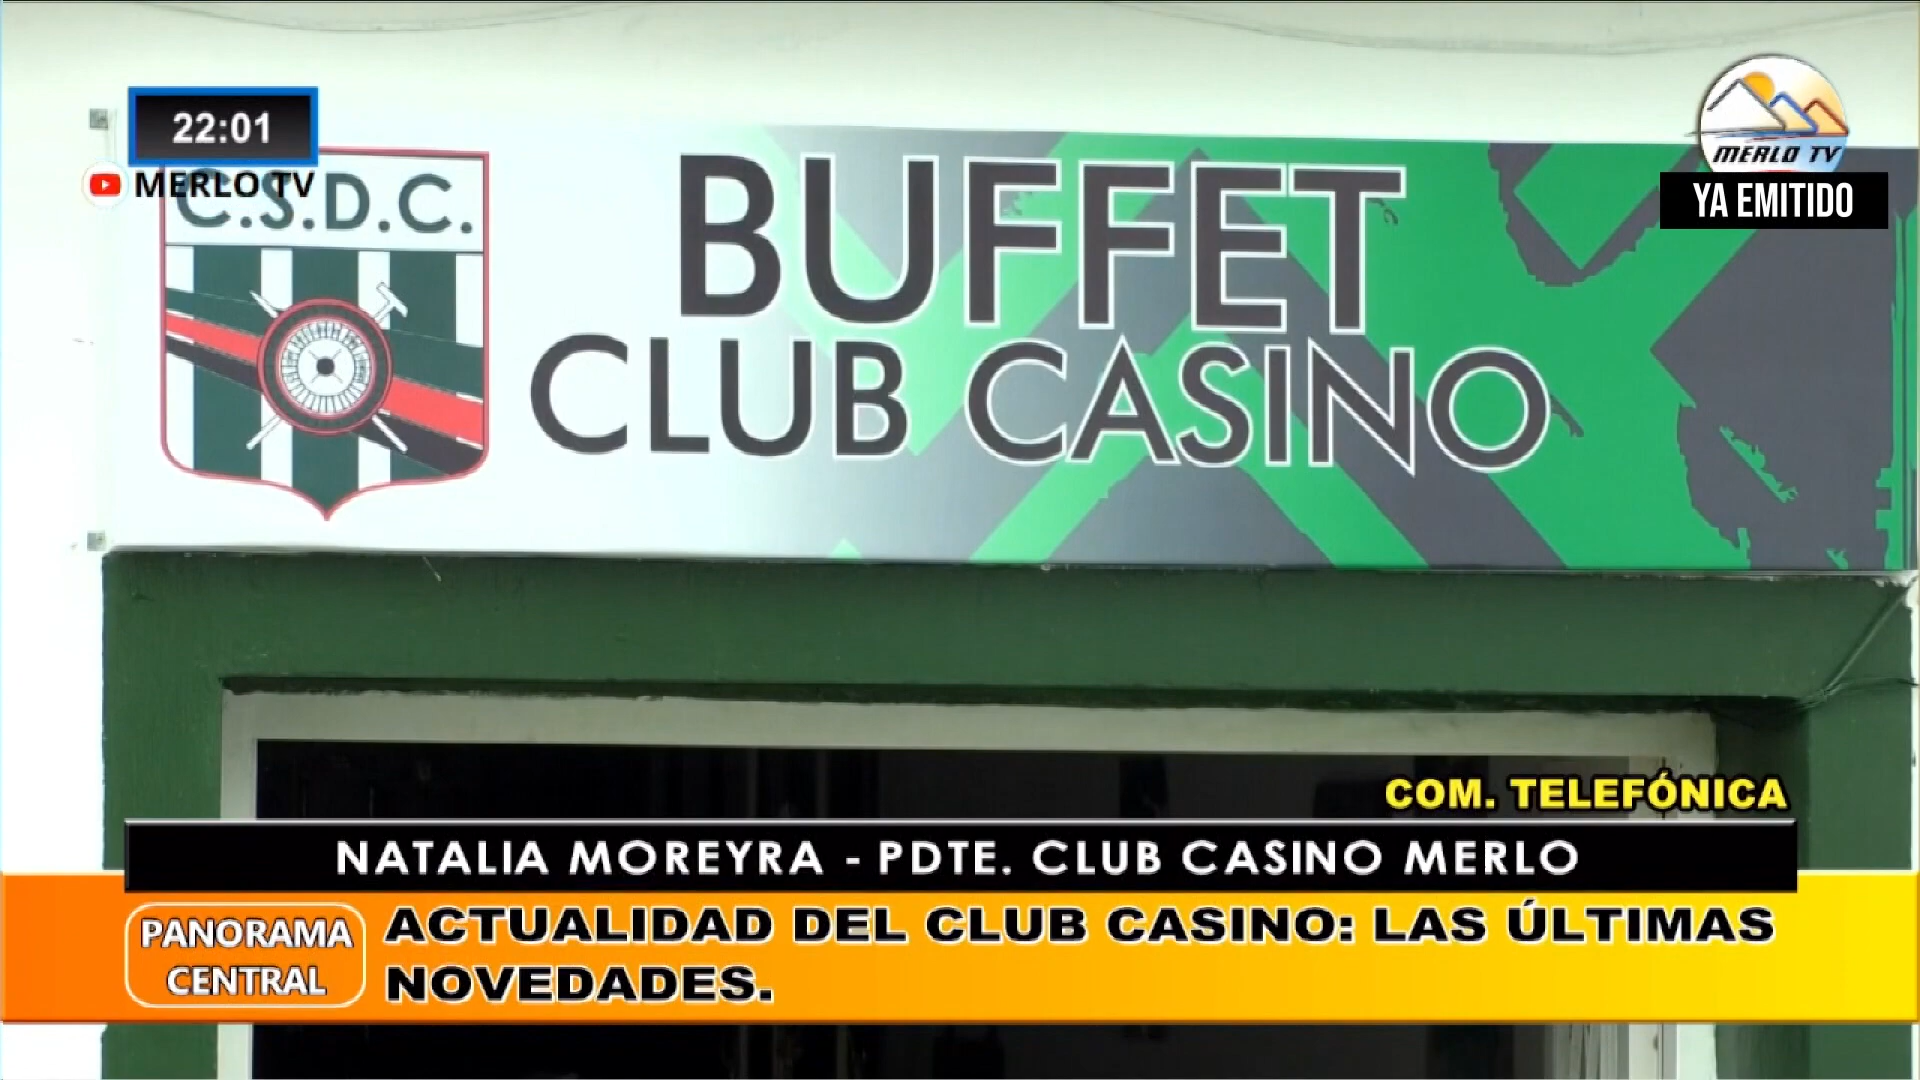 22:01
MERLO TV
C.S.D.C.
BUFFET
CLUB CASINO
MERLO TV
YA EMITIDO
COM. TELEFÓNICA
NATALIA MOREYRA - PDTE. CLUB CASINO MERLO
PANORAMA
CENTRAL
ACTUALIDAD DEL CLUB CASINO: LAS ÚLTIMAS
NOVEDADES.